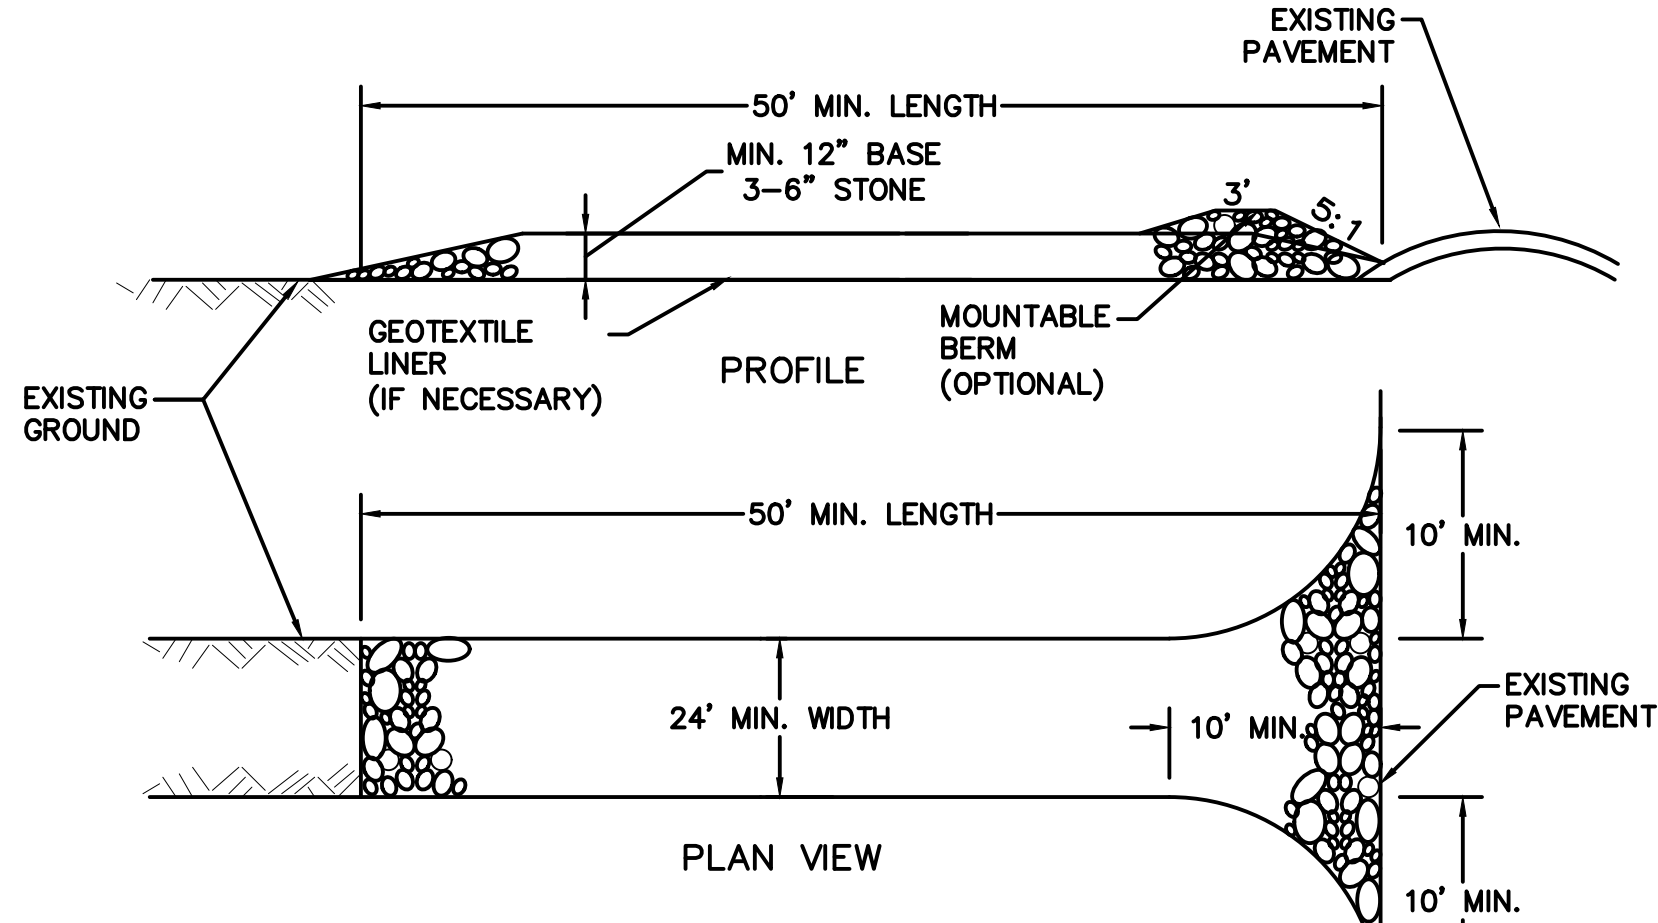 EXISTING
PAVEMENT
50' MIN. LENGTH
MIN. 12" BASE
3-6" STONE
3'
5:1
GEOTEXTILE
LINER
(IF NECESSARY)
MOUNTABLE
BERM
(OPTIONAL)
PROFILE
EXISTING
GROUND
50' MIN. LENGTH
10' MIN.
24' MIN. WIDTH
10' MIN.
EXISTING
PAVEMENT
PLAN VIEW
10' MIN.